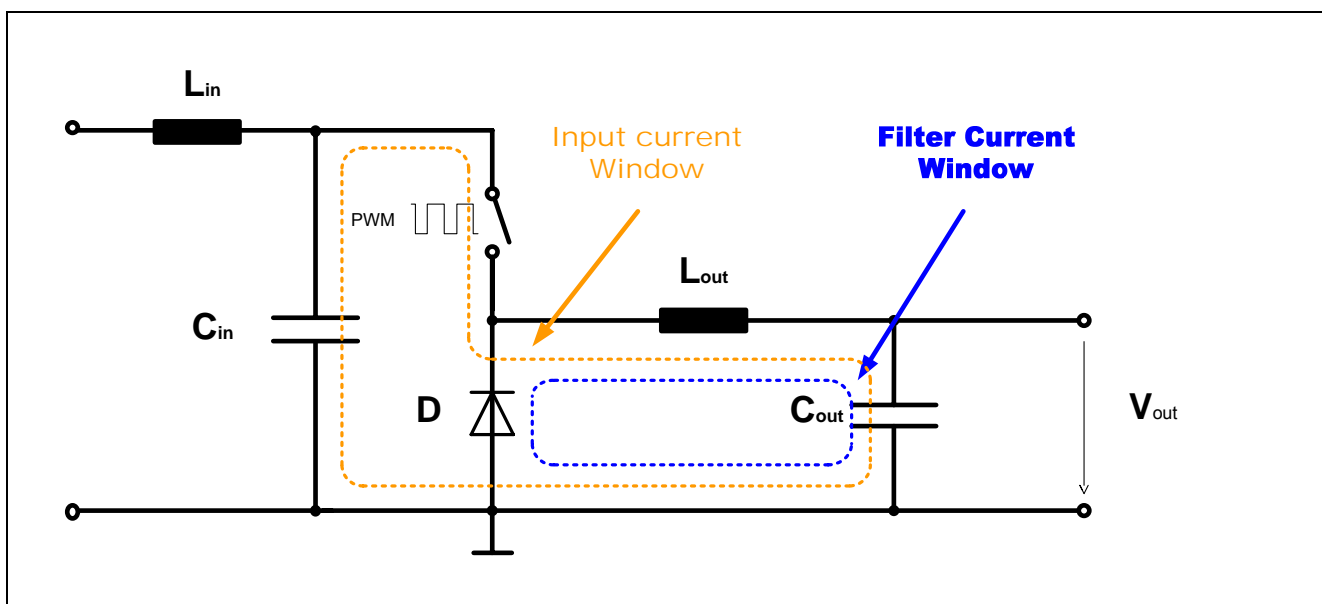 Lin
Input current
Window
Filter Current
Window
PWM
Lout
Cin
D
Cout
Vout